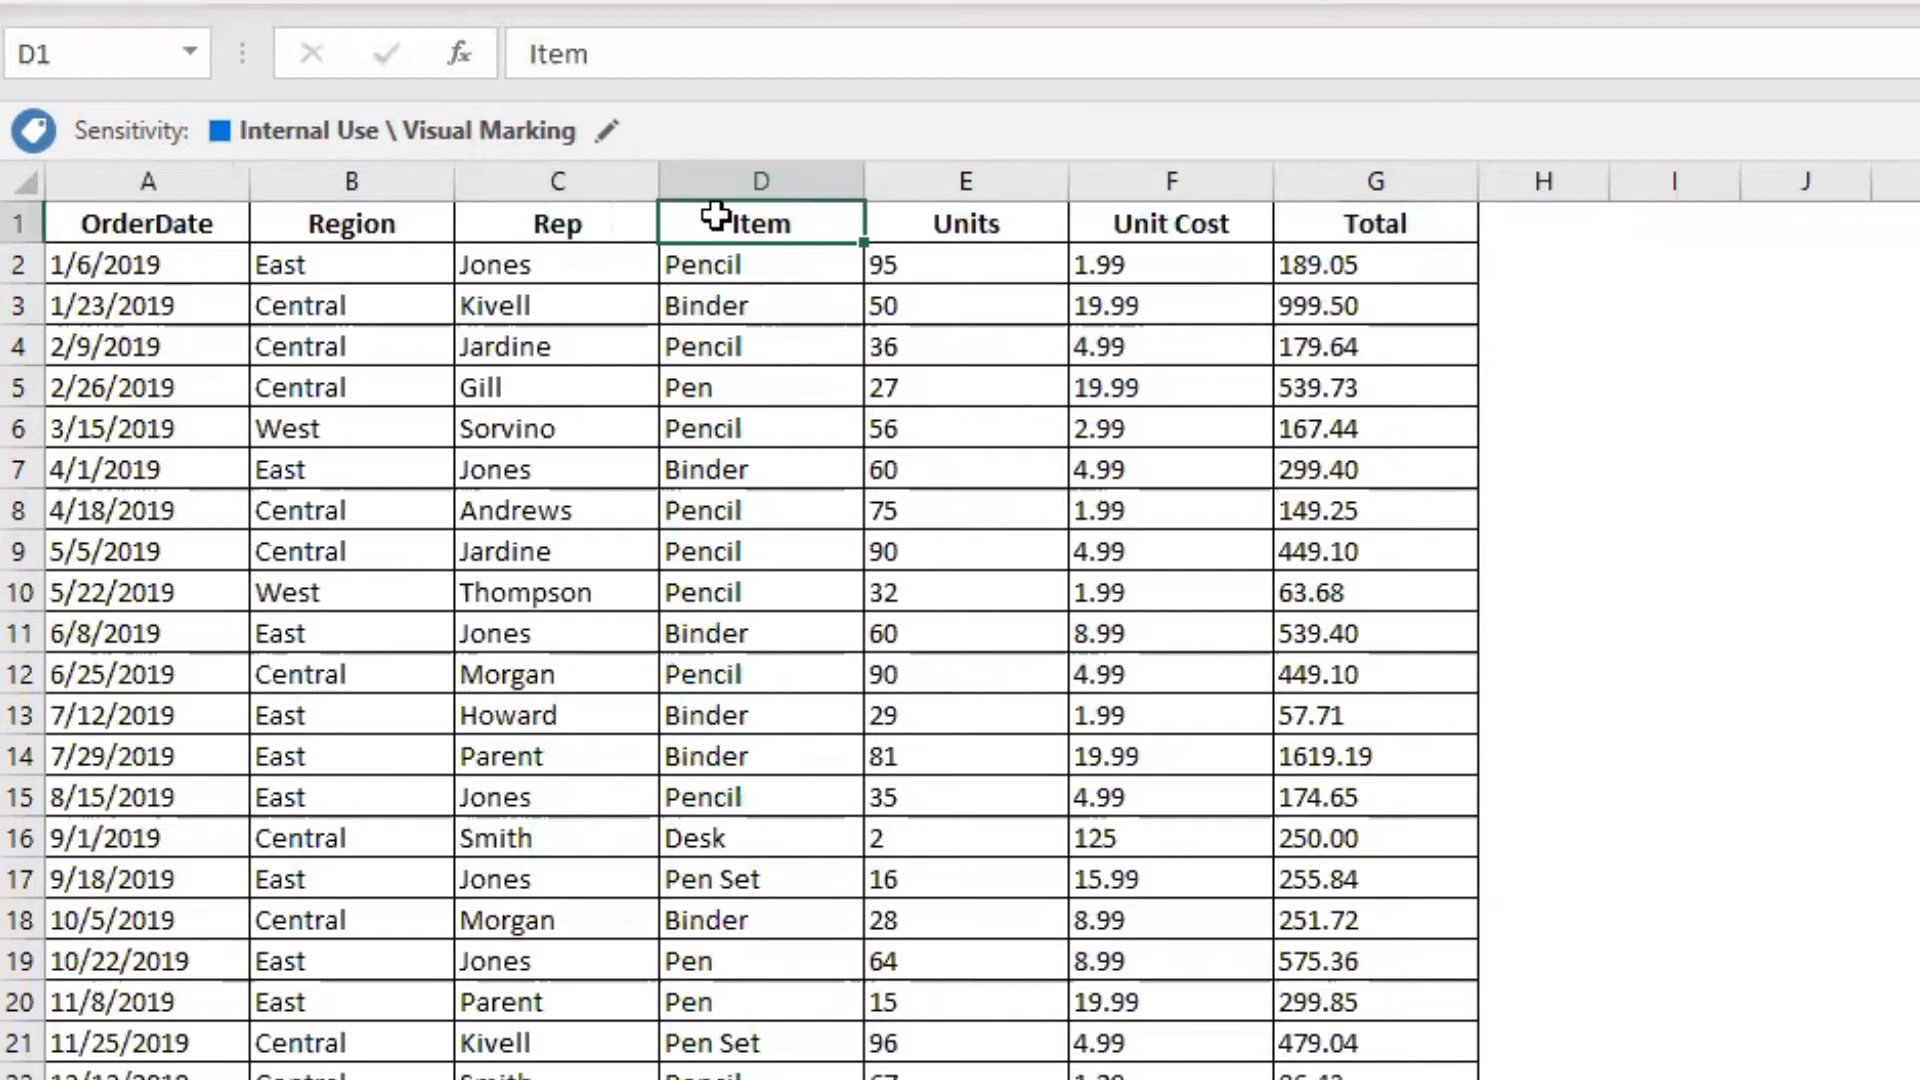 D1 fx Item
Sensitivity: Internal Use \ Visual Marking
A B C D E F G H I J
1 OrderDate Region Rep Item Units Unit Cost Total
2 1/6/2019 East Jones Pencil 95 1.99 189.05
3 1/23/2019 Central Kivell Binder 50 19.99 999.50
4 2/9/2019 Central Jardine Pencil 36 4.99 179.64
5 2/26/2019 Central Gill Pen 27 19.99 539.73
6 3/15/2019 West Sorvino Pencil 56 2.99 167.44
7 4/1/2019 East Jones Binder 60 4.99 299.40
8 4/18/2019 Central Andrews Pencil 75 1.99 149.25
9 5/5/2019 Central Jardine Pencil 90 4.99 449.10
10 5/22/2019 West Thompson Pencil 32 1.99 63.68
11 6/8/2019 East Jones Binder 60 8.99 539.40
12 6/25/2019 Central Morgan Pencil 90 4.99 449.10
13 7/12/2019 East Howard Binder 29 1.99 57.71
14 7/29/2019 East Parent Binder 81 19.99 1619.19
15 8/15/2019 East Jones Pencil 35 4.99 174.65
16 9/1/2019 Central Smith Desk 2 125 250.00
17 9/18/2019 East Jones Pen Set 16 15.99 255.84
18 10/5/2019 Central Morgan Binder 28 8.99 251.72
19 10/22/2019 East Jones Pen 64 8.99 575.36
20 11/8/2019 East Parent Pen 15 19.99 299.85
21 11/25/2019 Central Kivell Pen Set 96 4.99 479.04